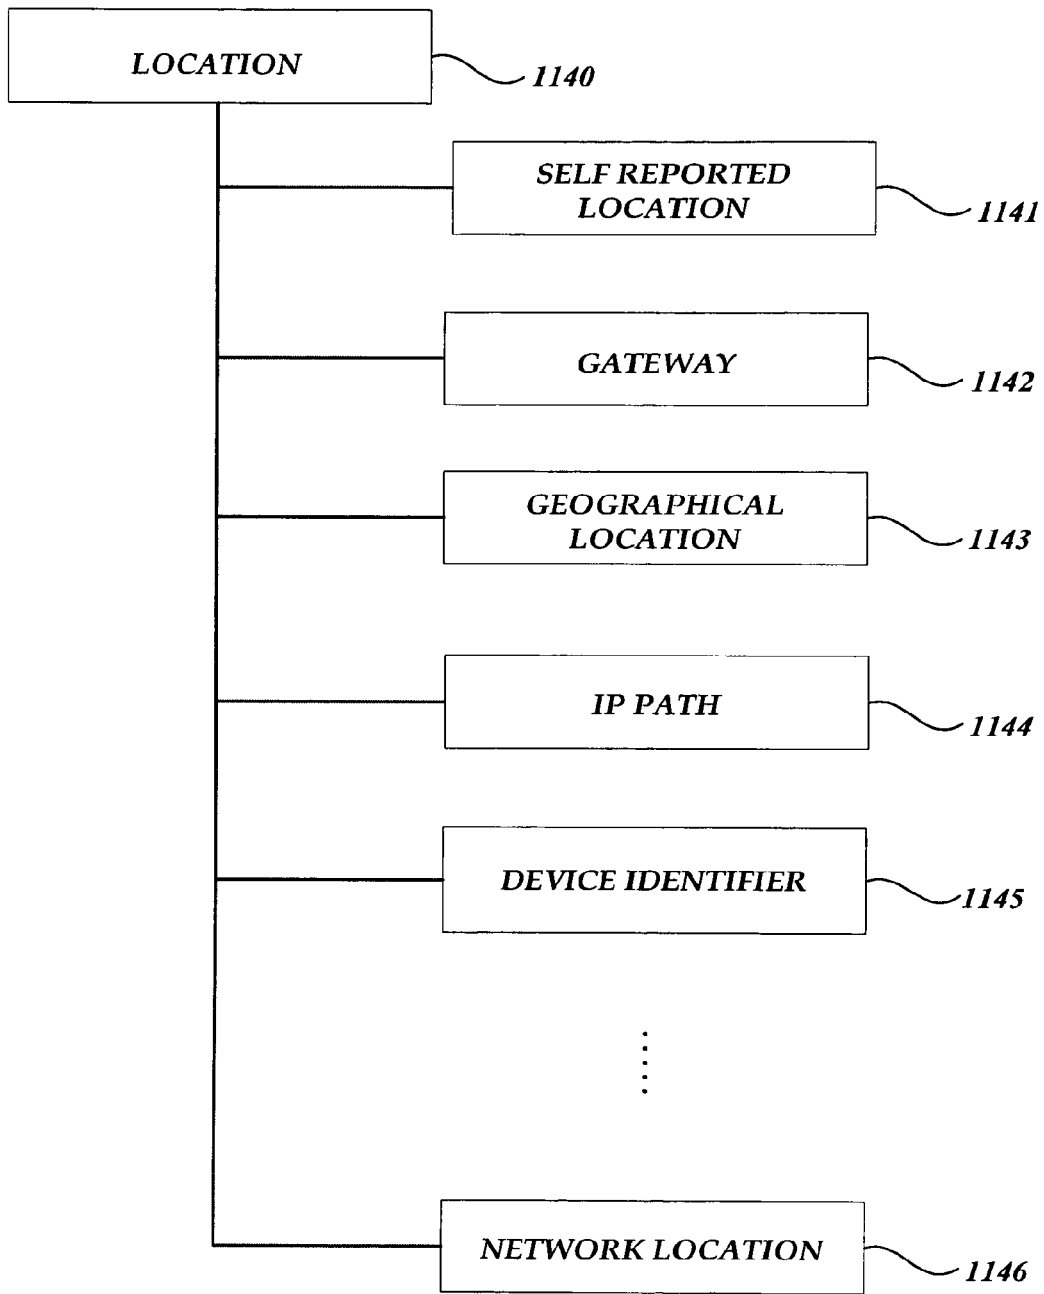 LOCATION
1140
SELF REPORTED
LOCATION
1141
GATEWAY
1142
GEOGRAPHICAL
LOCATION
1143
IP PATH
1144
DEVICE IDENTIFIER
1145
NETWORK LOCATION
1146